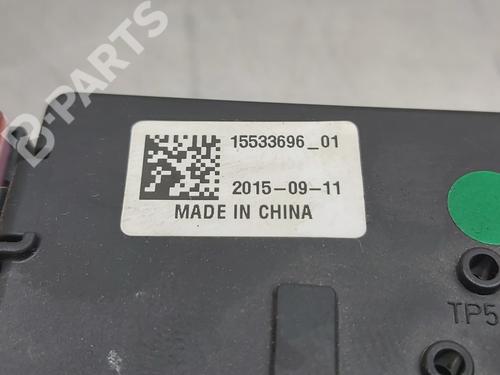 15533696_01
2015-09-11
MADE IN CHINA
TP5
B-PARTS